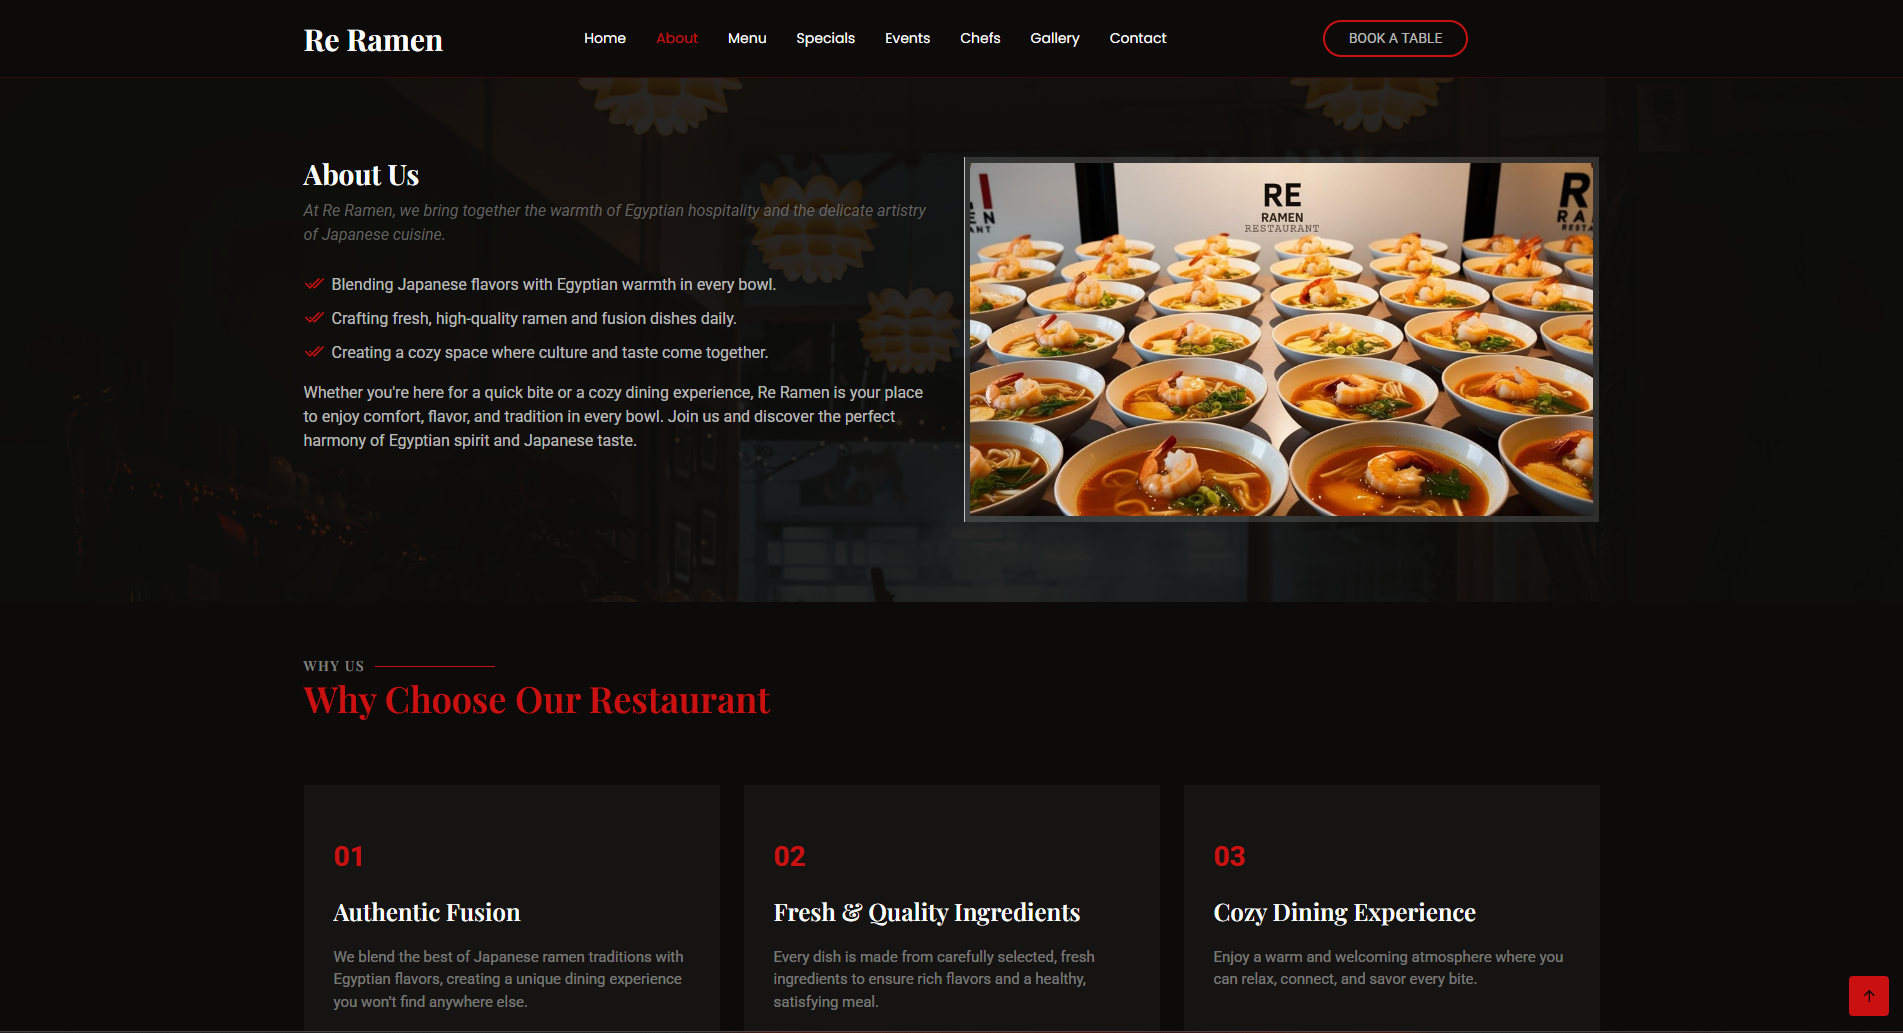 Re Ramen
Home About Menu Specials Events Chefs Gallery Contact
BOOK A TABLE
About Us
At Re Ramen, we bring together the warmth of Egyptian hospitality and the delicate artistry
of Japanese cuisine.
Blending Japanese flavors with Egyptian warmth in every bowl.
Crafting fresh, high-quality ramen and fusion dishes daily.
Creating a cozy space where culture and taste come together.
Whether you're here for a quick bite or a cozy dining experience, Re Ramen is your place
to enjoy comfort, flavor, and tradition in every bowl. Join us and discover the perfect
harmony of Egyptian spirit and Japanese taste.
RE
RAMEN
RESTAURANT
WHY US
Why Choose Our Restaurant
01
Authentic Fusion
We blend the best of Japanese ramen traditions with
Egyptian flavors, creating a unique dining experience
you won't find anywhere else.
02
Fresh & Quality Ingredients
Every dish is made from carefully selected, fresh
ingredients to ensure rich flavors and a healthy,
satisfying meal.
03
Cozy Dining Experience
Enjoy a warm and welcoming atmosphere where you
can relax, connect, and savor every bite.